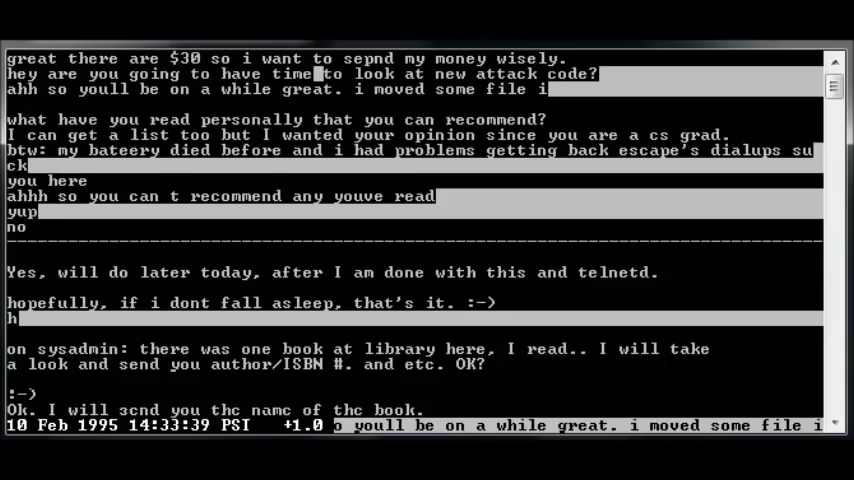 great there are $30 so i want to sepnd my money wisely.
hey are you going to have time to look at new attack code?
ahh so youll be on a while great. i moved some file i
what have you read personally that you can recommend?
I can get a list too but I wanted your opinion since you are a cs grad.
btw: my bateery died before and i had problems getting back escape's dialups su
ck
you here
ahhh so you can t recommend any youve read
yup
no
--------------------------------------------------------------------------------
Yes, will do later today, after I am done with this and telnetd.
hopefully, if i dont fall asleep, that's it. :-)
h
on sysadmin: there was one book at library here, I read.. I will take
a look and send you author/ISBN #. and etc. OK?
:-)
Ok. I will send you the name of the book.
10 Feb 1995 14:33:39 PSI +1.0 o youll be on a while great. i moved some file i